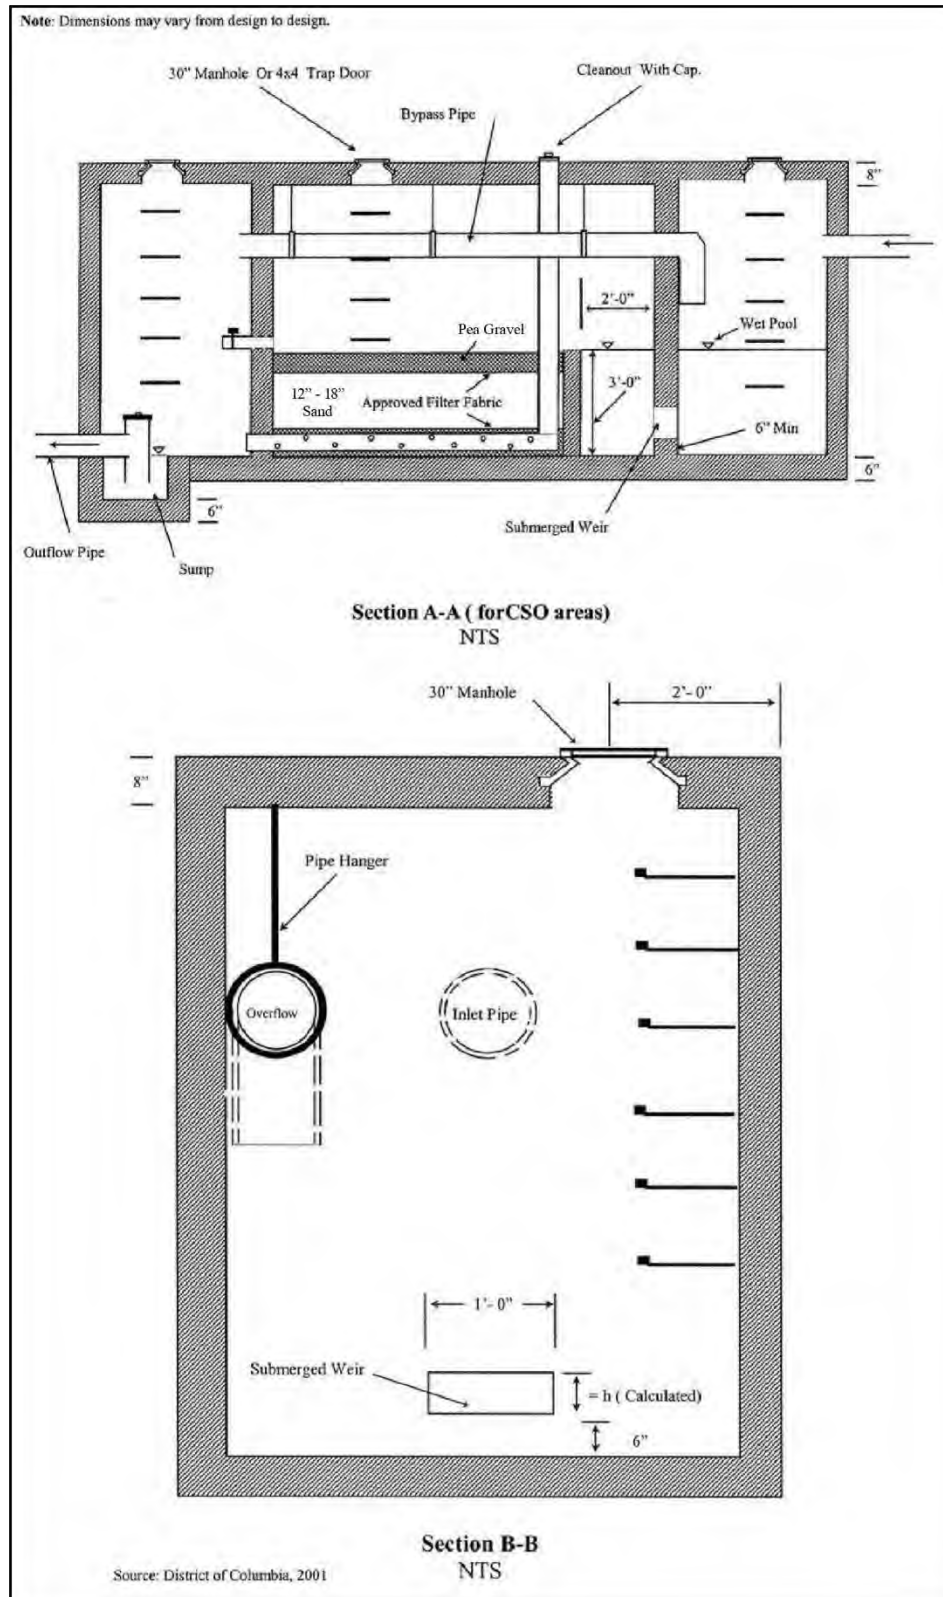 Note: Dimensions may vary from design to design.
30” Manhole Or 4x4 Trap Door
Cleanout With Cap.
Bypass Pipe
8”
2’-0”
Wet Pool
Pea Gravel
12” - 18”
Sand
Approved Filter Fabric
3’-0”
6” Min
6”
Submerged Weir
6”
Outflow Pipe
Sump
Section A-A ( forCSO areas)
NTS
30” Manhole
2’- 0”
8”
Pipe Hanger
Overflow
Inlet Pipe
1’- 0”
Submerged Weir
= h ( Calculated)
6”
Section B-B
NTS
Source: District of Columbia, 2001